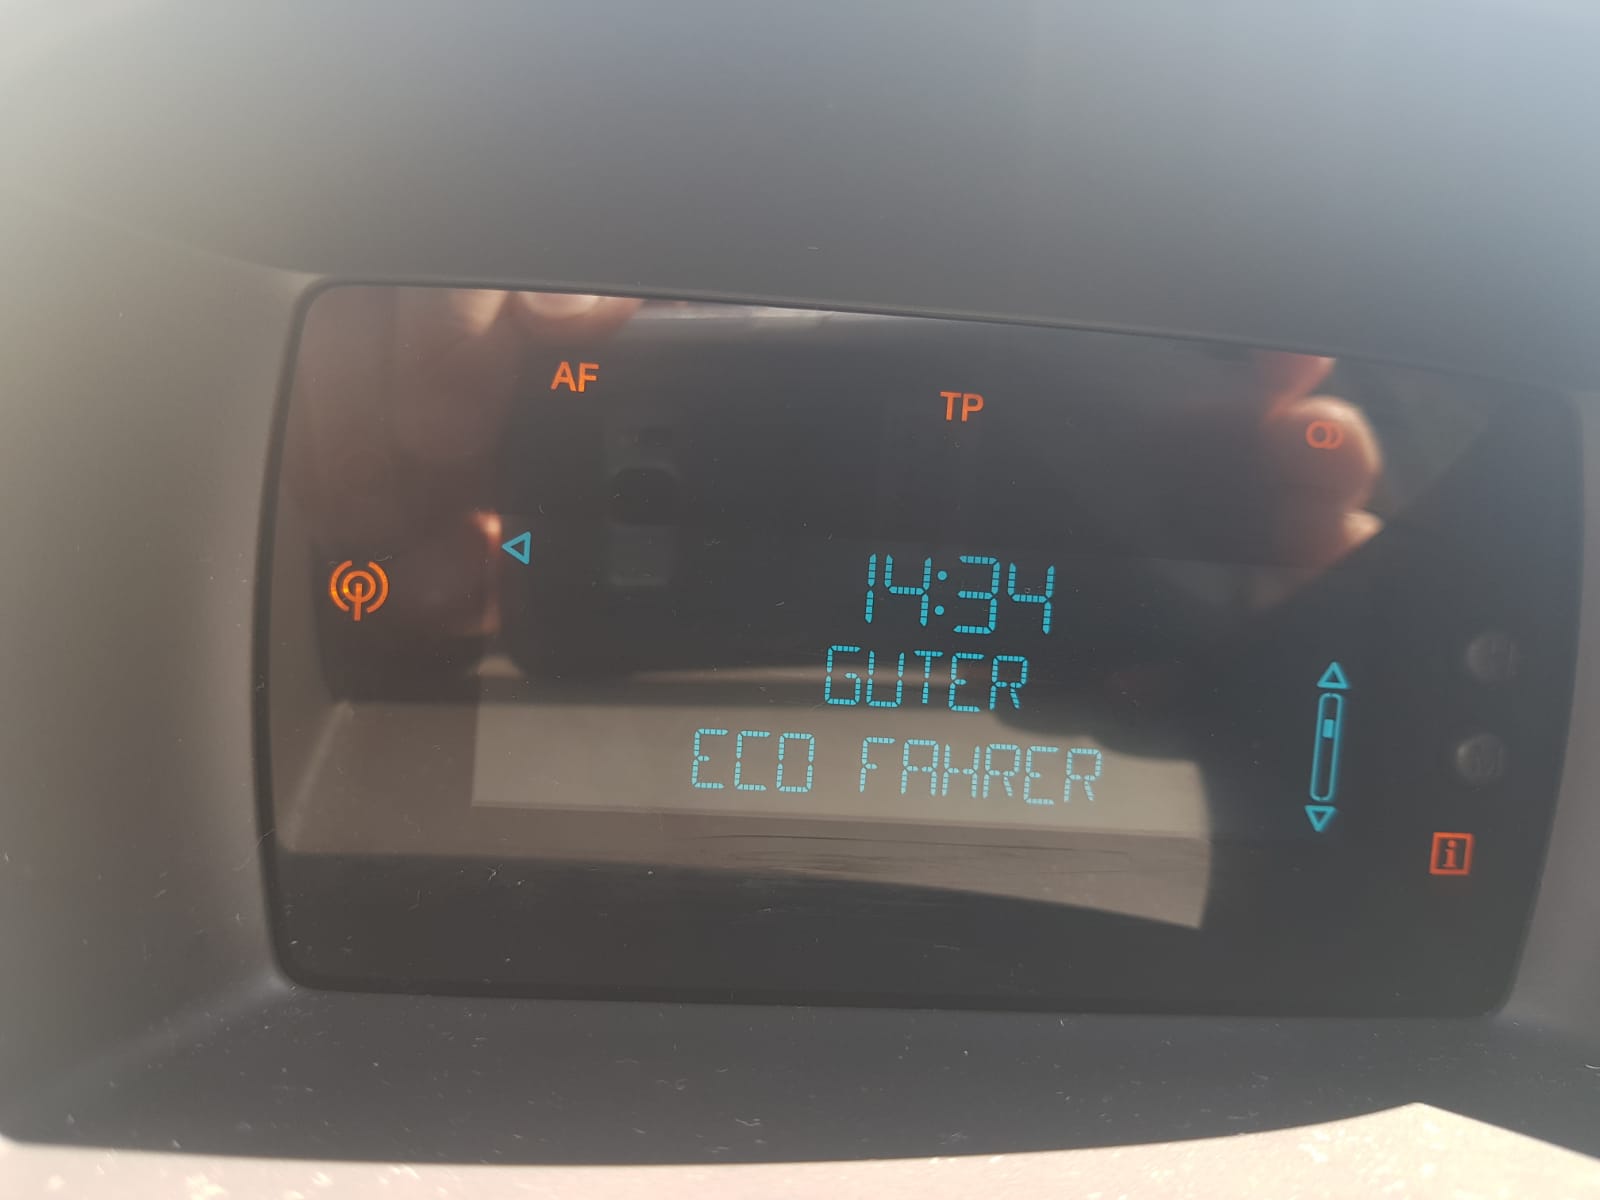 AF
TP
14:34
GUTER
ECO FAHRER
i